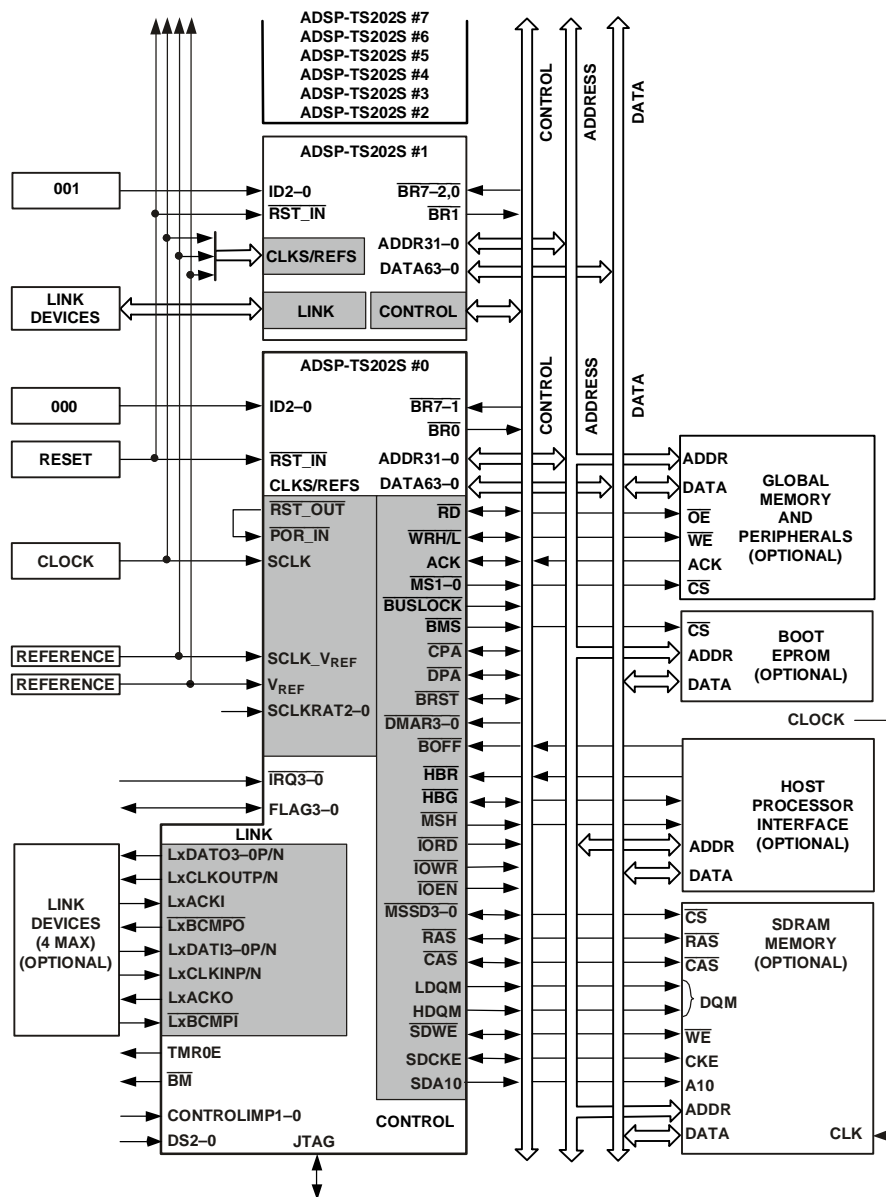 ADSP-TS202S #7
ADSP-TS202S #6
ADSP-TS202S #5
ADSP-TS202S #4
ADSP-TS202S #3
ADSP-TS202S #2
CONTROL
ADDRESS
DATA
ADSP-TS202S #1
001
ID2–0
RST_IN
CLKS/REFS
LINK
CONTROL
BR7–2,0
BR1
ADDR31–0
DATA63–0
LINK
DEVICES
CONTROL
ADDRESS
DATA
ADSP-TS202S #0
000
RESET
CLOCK
REFERENCE
REFERENCE
ID2–0
RST_IN
CLKS/REFS
RST_OUT
POR_IN
SCLK
SCLK_VREF
VREF
SCLKRAT2–0
IRQ3–0
FLAG3–0
LINK
LxDATO3–0P/N
LxCLKOUTP/N
LxACKI
LxBCMPO
LxDATI3–0P/N
LxCLKINP/N
LxACKO
LxBCMPI
TMR0E
BM
CONTROLIMP1–0
DS2–0
JTAG
LINK
DEVICES
(4 MAX)
(OPTIONAL)
BR7–1
BR0
ADDR31–0
DATA63–0
RD
WRH/L
ACK
MS1–0
BUSLOCK
BMS
CPA
DPA
BRST
DMAR3–0
BOFF
HBR
HBG
MSH
IORD
IOWR
IOEN
MSSD3–0
RAS
CAS
LDQM
HDQM
SDWE
SDCKE
SDA10
CONTROL
ADDR
DATA
OE
WE
ACK
CS
GLOBAL
MEMORY
AND
PERIPHERALS
(OPTIONAL)
CS
ADDR
DATA
BOOT
EPROM
(OPTIONAL)
CLOCK
HOST
PROCESSOR
INTERFACE
(OPTIONAL)
ADDR
DATA
SDRAM
MEMORY
(OPTIONAL)
CS
RAS
CAS
DQM
WE
CKE
A10
ADDR
DATA
CLK